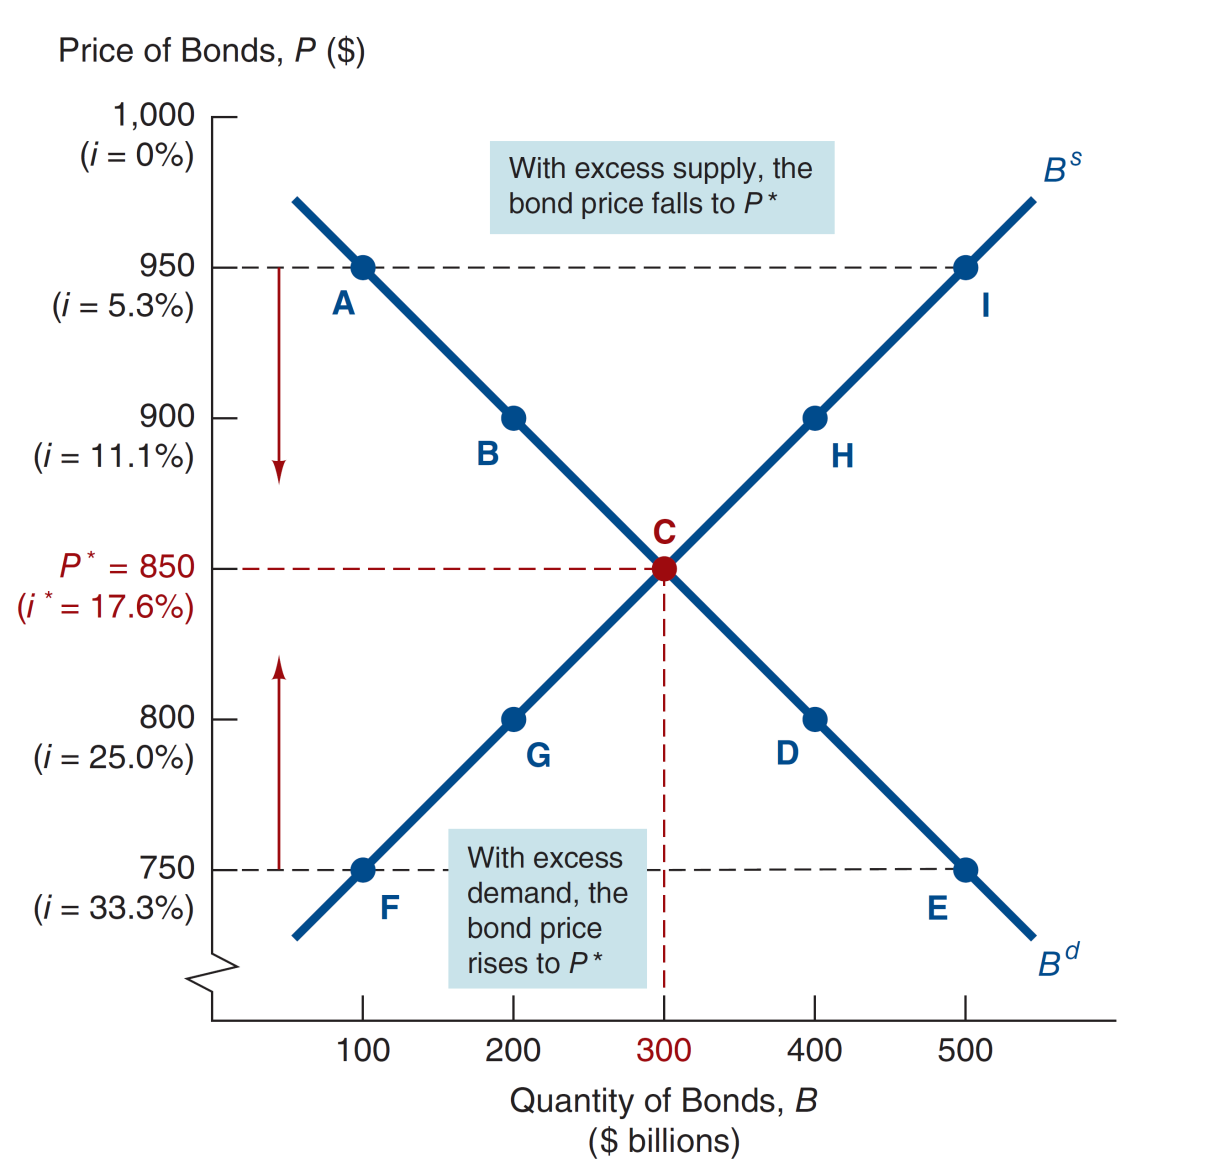 Price of Bonds, P ($)
1,000
(i = 0%)
With excess supply, the
bond price falls to P*
B^s
950
(i = 5.3%)
A
I
900
(i = 11.1%)
B
H
C
P* = 850
(i* = 17.6%)
800
(i = 25.0%)
G
D
750
(i = 33.3%)
With excess
demand, the
bond price
rises to P*
F
E
B^d
100
200
300
400
500
Quantity of Bonds, B
($ billions)